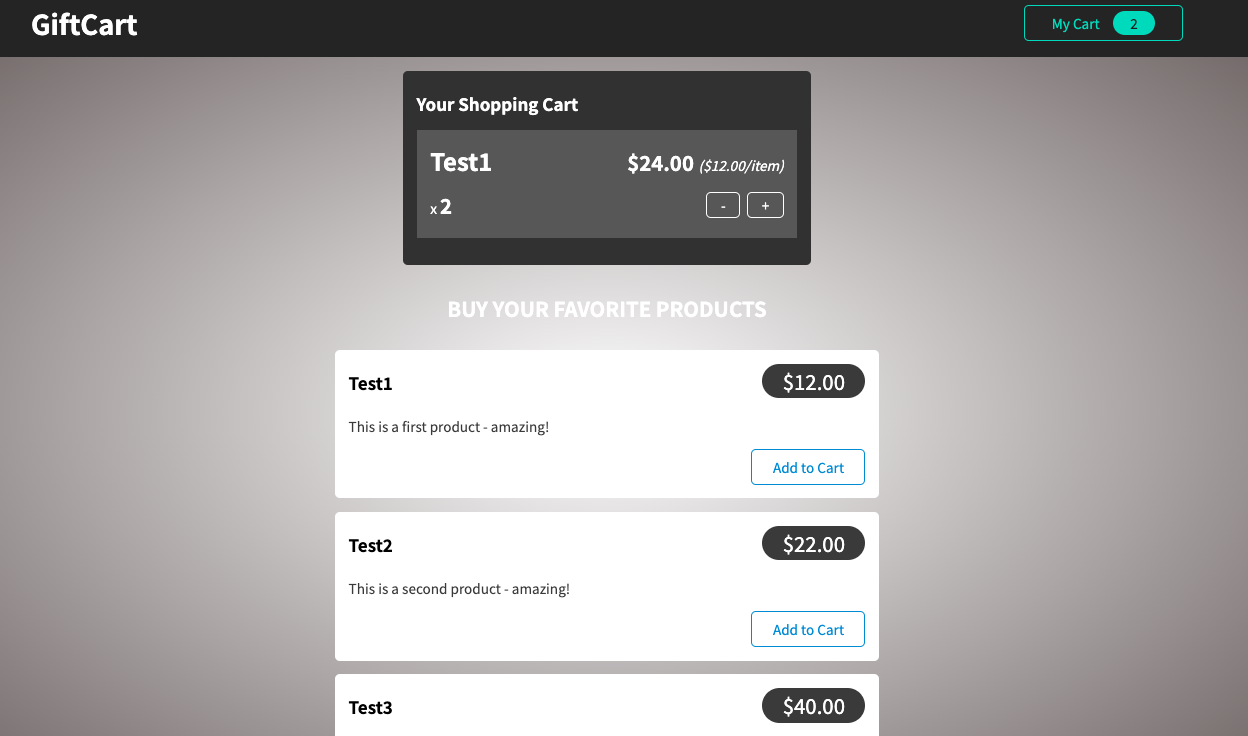 GiftCart
My Cart 2
Your Shopping Cart
Test1 $24.00 ($12.00/item)
x 2 - +
BUY YOUR FAVORITE PRODUCTS
Test1 $12.00
This is a first product - amazing!
Add to Cart
Test2 $22.00
This is a second product - amazing!
Add to Cart
Test3 $40.00